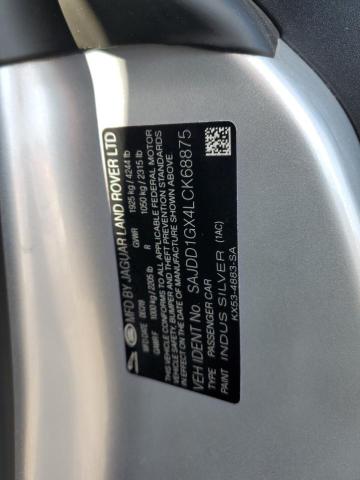 MFD BY JAGUAR LAND ROVER LTD
GVWR 1925 kg / 4244 lb
GAWR F 1000 kg / 2205 lb R 1050 kg / 2315 lb
THIS VEHICLE CONFORMS TO ALL APPLICABLE FEDERAL MOTOR
VEHICLE SAFETY, BUMPER AND THEFT PREVENTION STANDARDS
IN EFFECT ON THE DATE OF MANUFACTURE SHOWN ABOVE.
VEH IDENT NO. SAJDD1GX4LCK68875
TYPE PASSENGER CAR
PAINT INDUS SILVER (1AC)
KX53-4863-SA